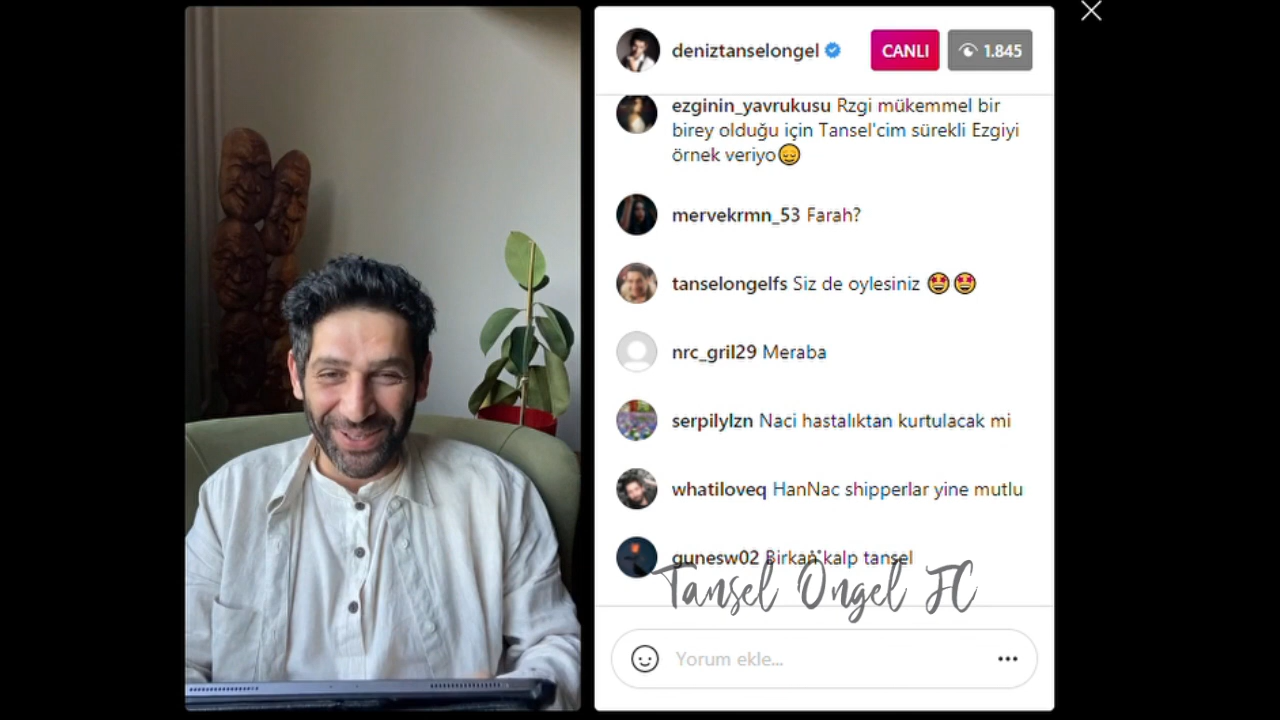 deniztanselongel
CANLI
1.845
ezginin_yavrukusu Rzgi mükemmel bir
birey olduğu için Tansel'cim sürekli Ezgiyi
örnek veriyo
mervekrmn_53 Farah?
tanselongelfs Siz de oylesiniz
nrc_gril29 Meraba
serpilylzn Naci hastalıktan kurtulacak mi
whatiloveq HanNac shipperlar yine mutlu
gunesw02 Birkan kalp tansel
Tansel Öngel FC
Yorum ekle...